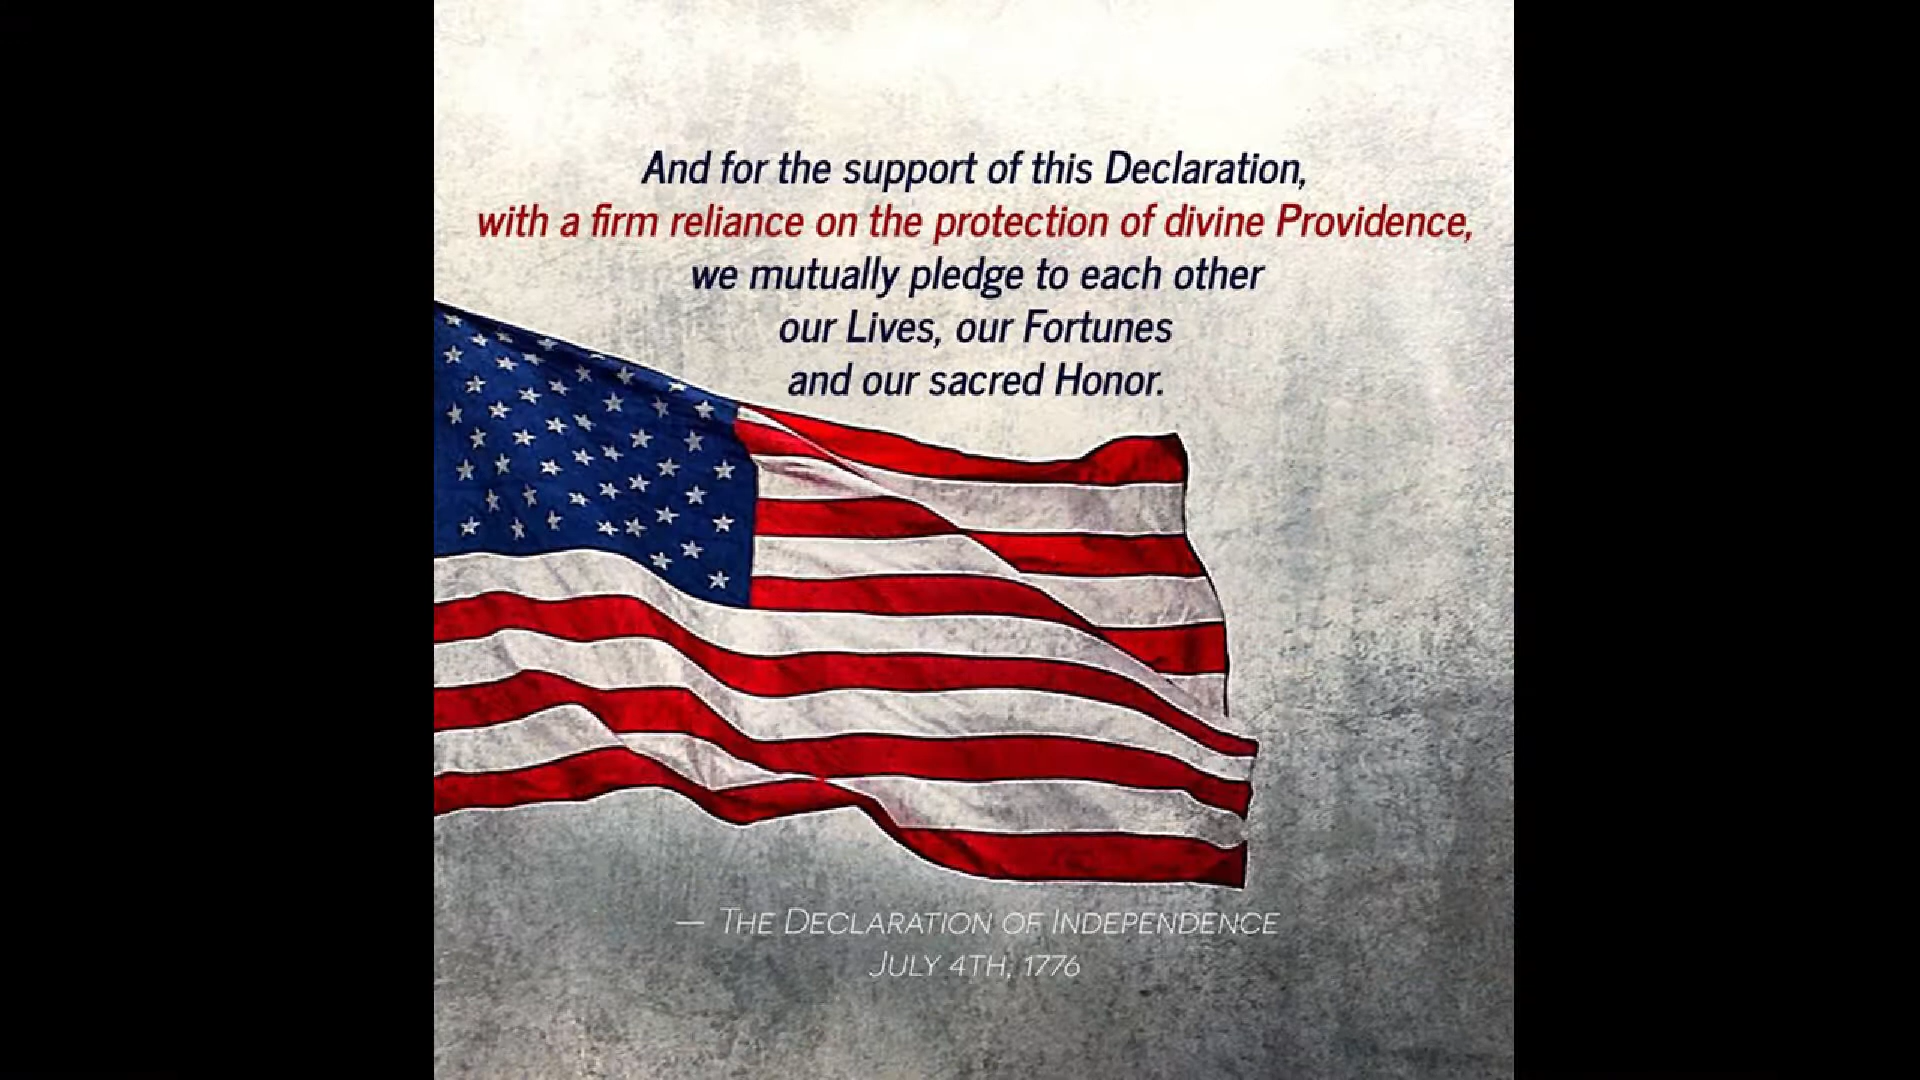 And for the support of this Declaration,
with a firm reliance on the protection of divine Providence,
we mutually pledge to each other
our Lives, our Fortunes
and our sacred Honor.
— The Declaration of Independence
July 4th, 1776